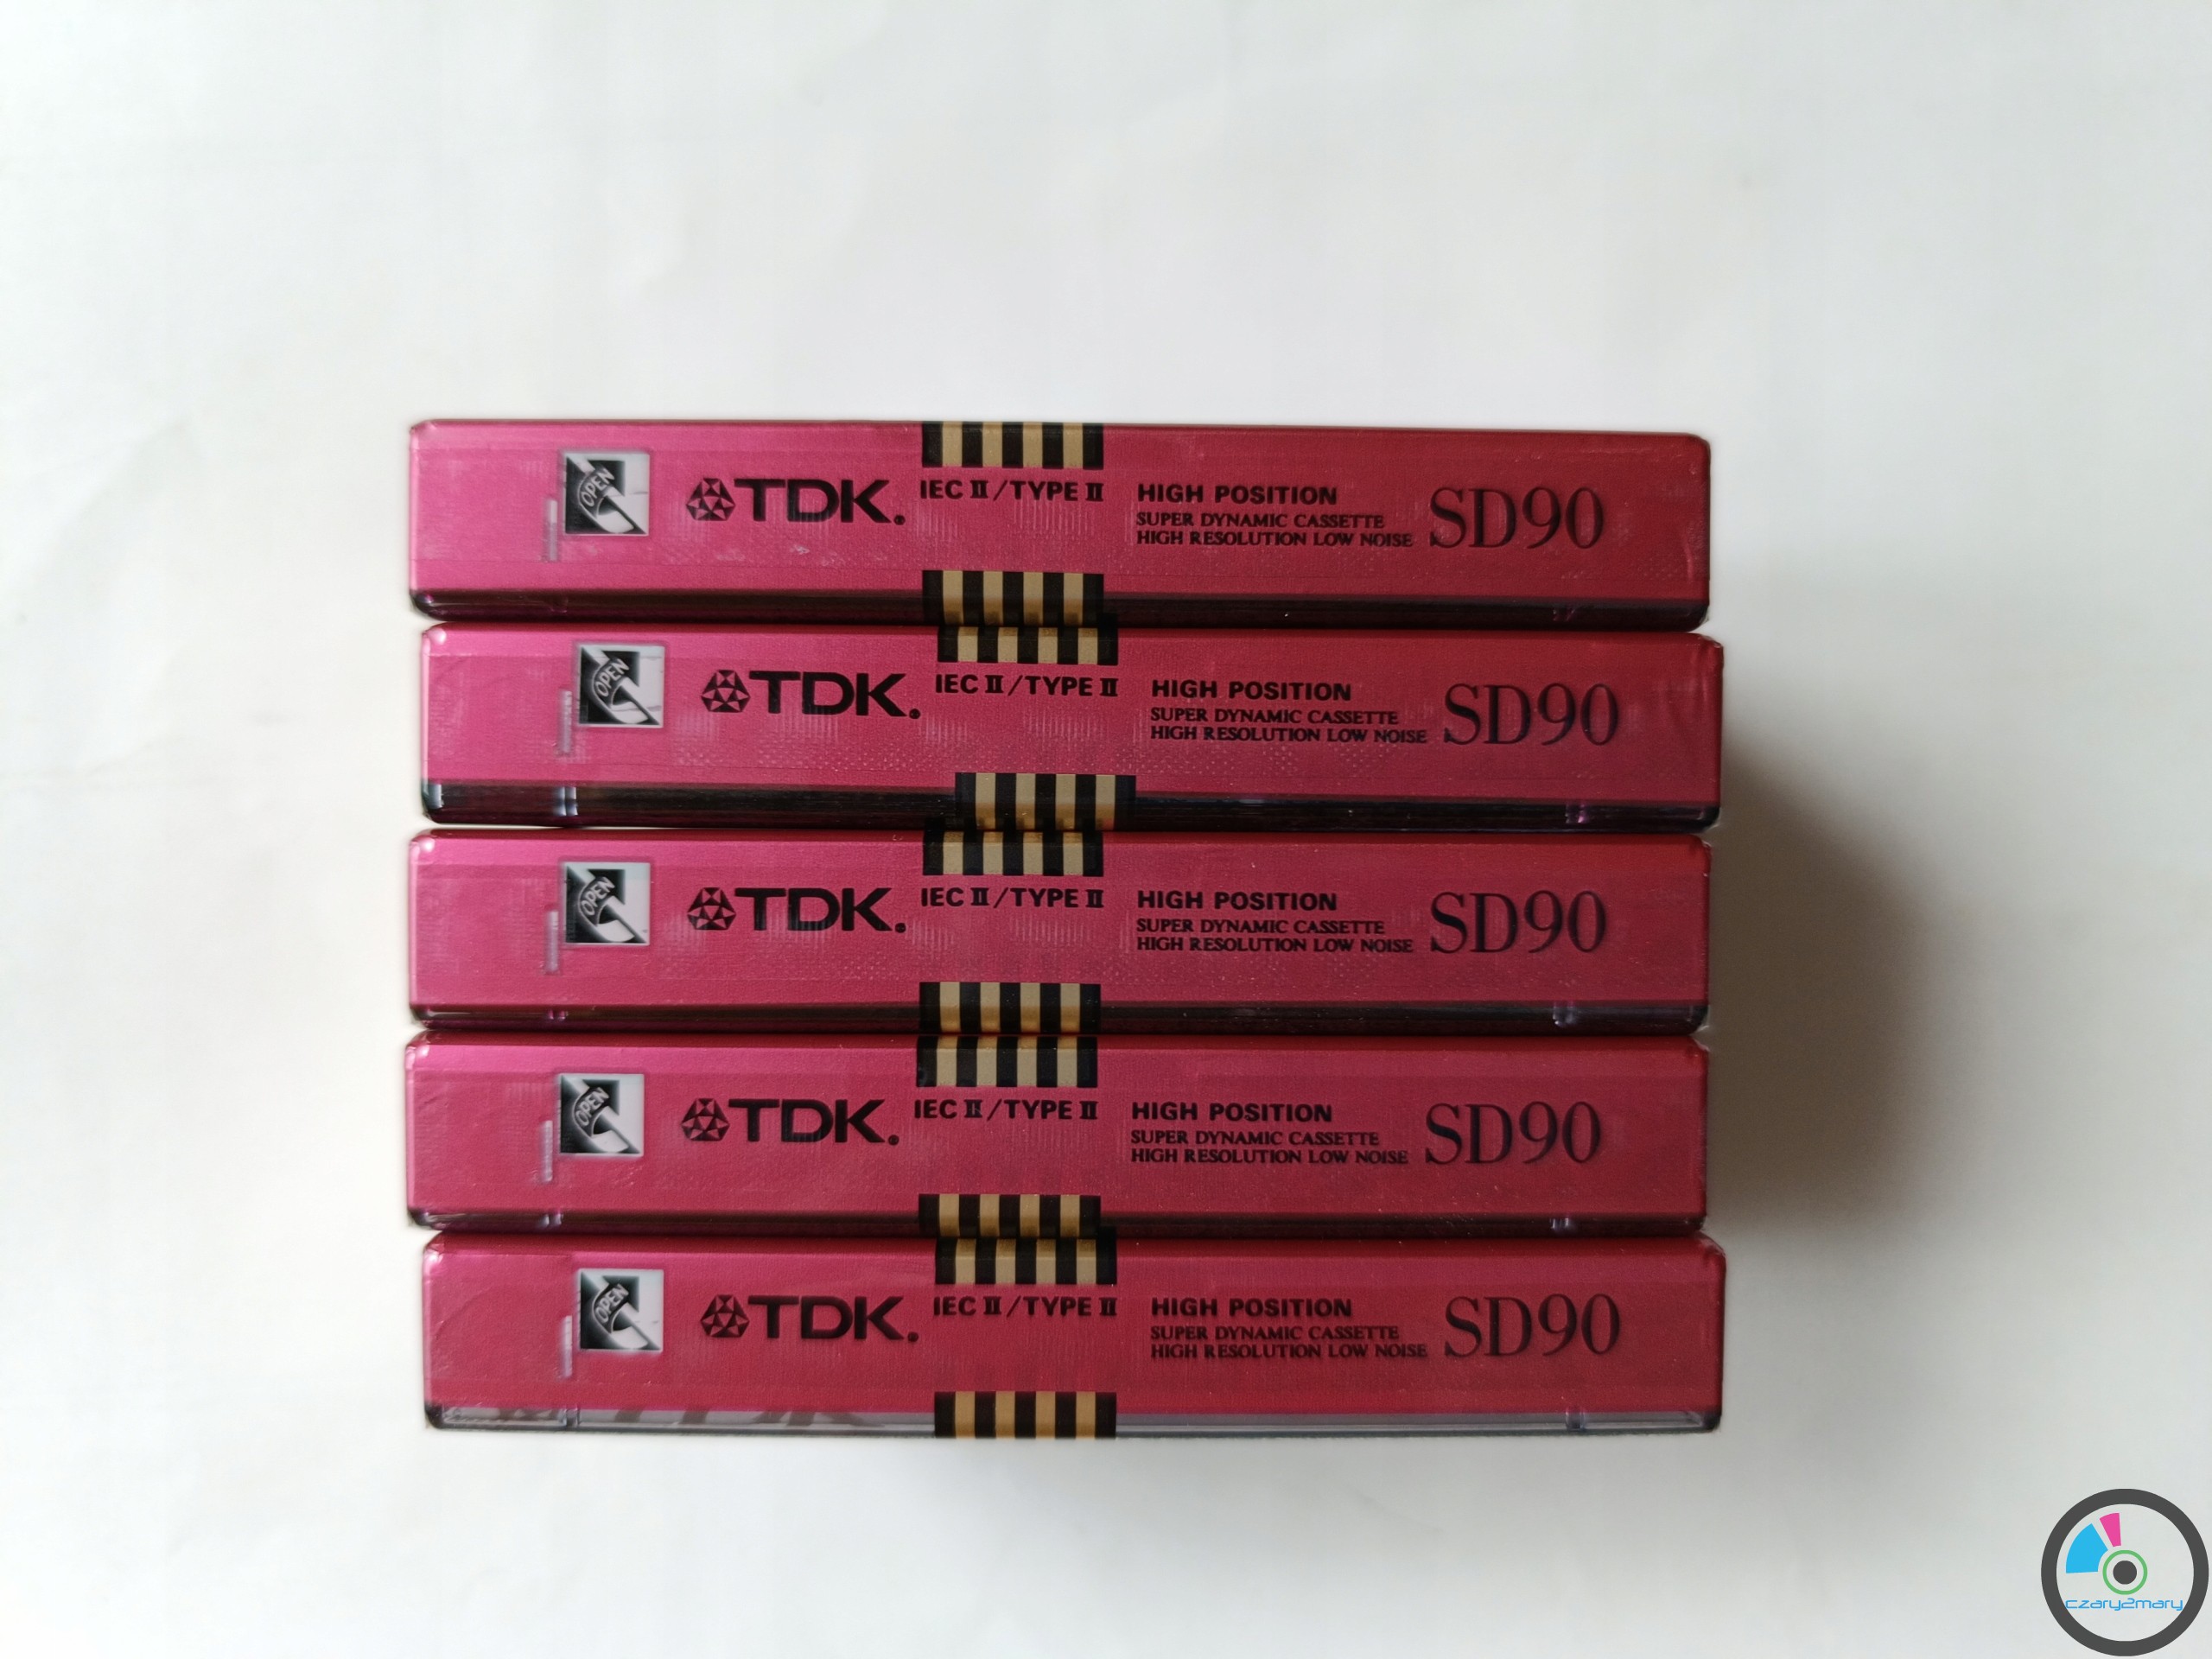 OPEN
TDK.
IEC II/TYPE II
HIGH POSITION
SUPER DYNAMIC CASSETTE
HIGH RESOLUTION LOW NOISE
SD90
OPEN
TDK.
IEC II/TYPE II
HIGH POSITION
SUPER DYNAMIC CASSETTE
HIGH RESOLUTION LOW NOISE
SD90
OPEN
TDK.
IEC II/TYPE II
HIGH POSITION
SUPER DYNAMIC CASSETTE
HIGH RESOLUTION LOW NOISE
SD90
OPEN
TDK.
IEC II/TYPE II
HIGH POSITION
SUPER DYNAMIC CASSETTE
HIGH RESOLUTION LOW NOISE
SD90
OPEN
TDK.
IEC II/TYPE II
HIGH POSITION
SUPER DYNAMIC CASSETTE
HIGH RESOLUTION LOW NOISE
SD90
czary2mary